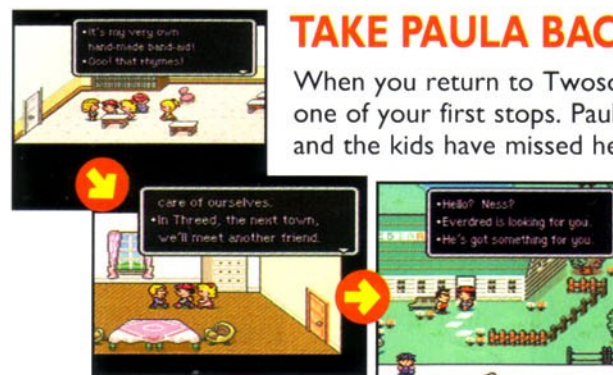 •It's my very own
hand-made band-aid!
•Ooo! that rhymes!
TAKE PAULA BAC
When you return to Twoso
one of your first stops. Paul
and the kids have missed he
care of ourselves.
•In Threed, the next town,
we'll meet another friend.
•Hello? Ness?
•Everdred is looking for you.
•He's got something for you.